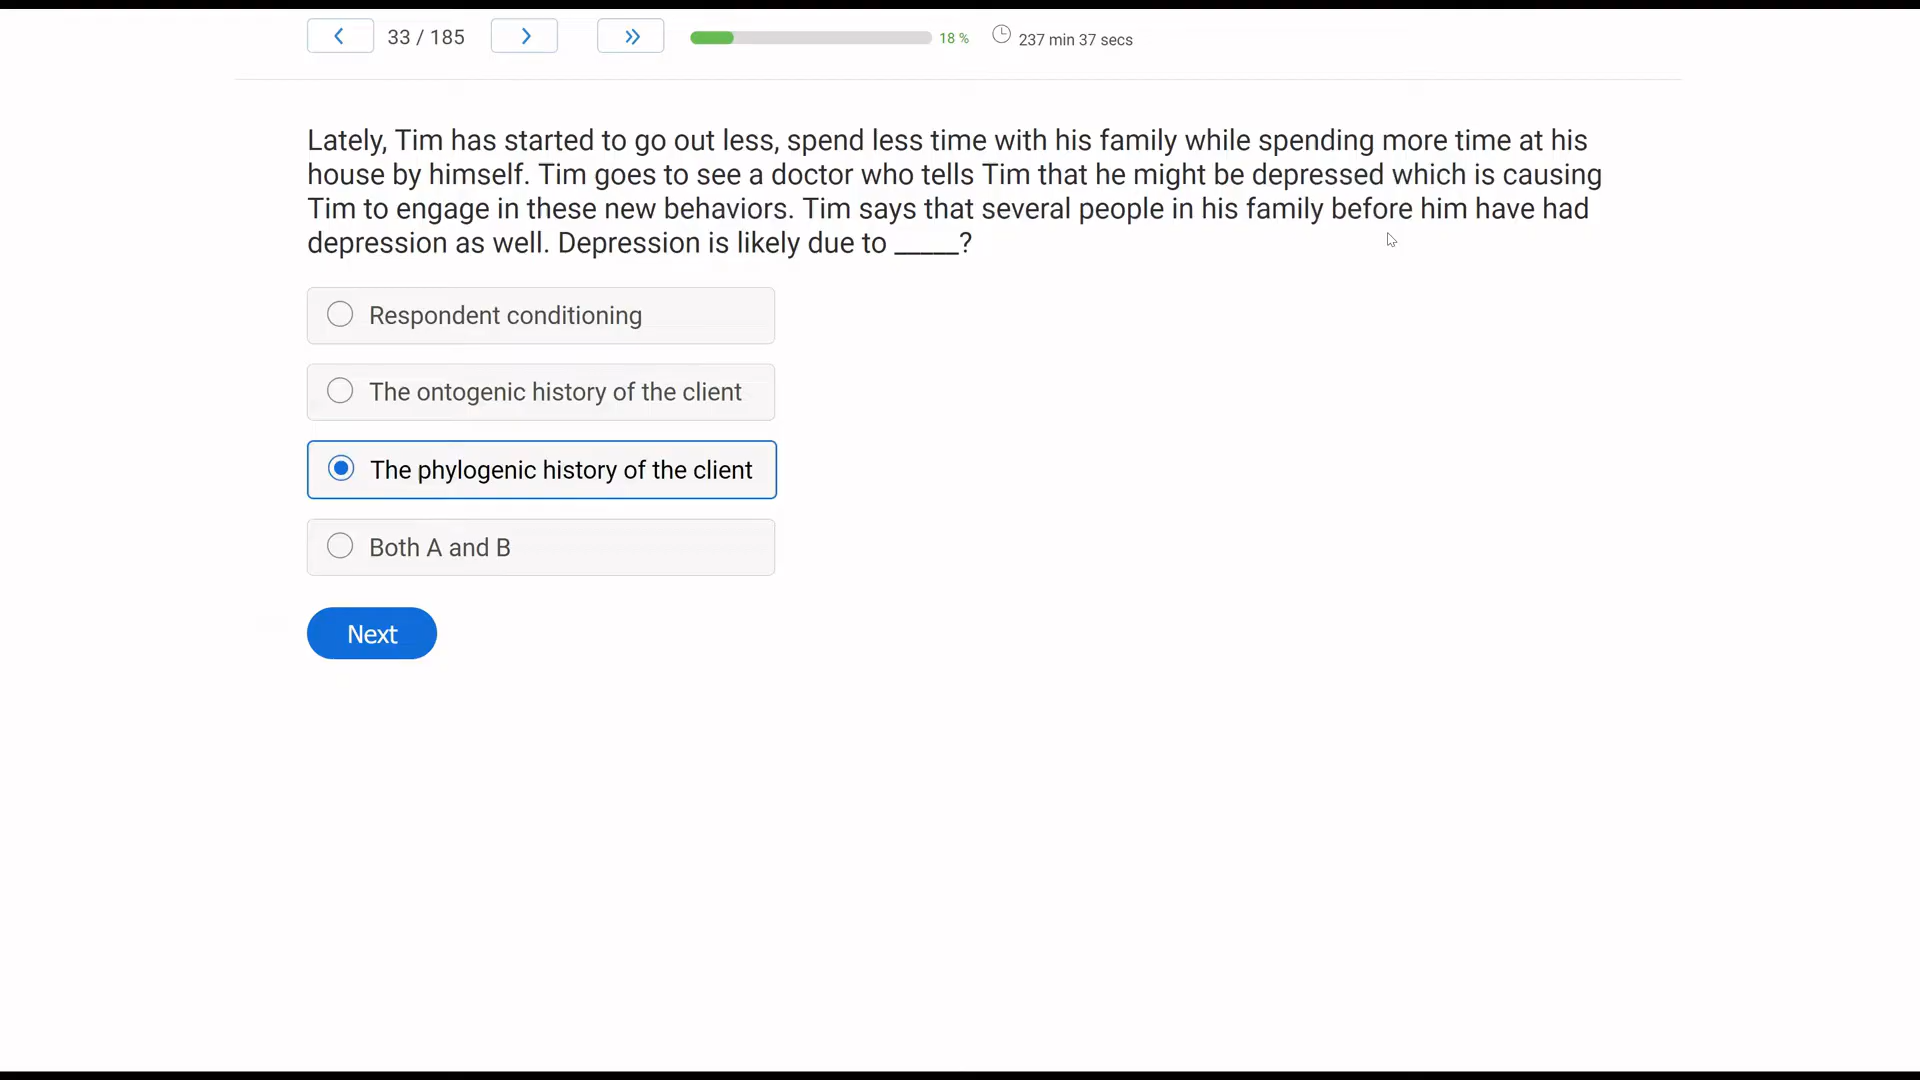 33 / 185
18 %
237 min 37 secs
Lately, Tim has started to go out less, spend less time with his family while spending more time at his
house by himself. Tim goes to see a doctor who tells Tim that he might be depressed which is causing
Tim to engage in these new behaviors. Tim says that several people in his family before him have had
depression as well. Depression is likely due to _____?
Respondent conditioning
The ontogenic history of the client
The phylogenic history of the client
Both A and B
Next